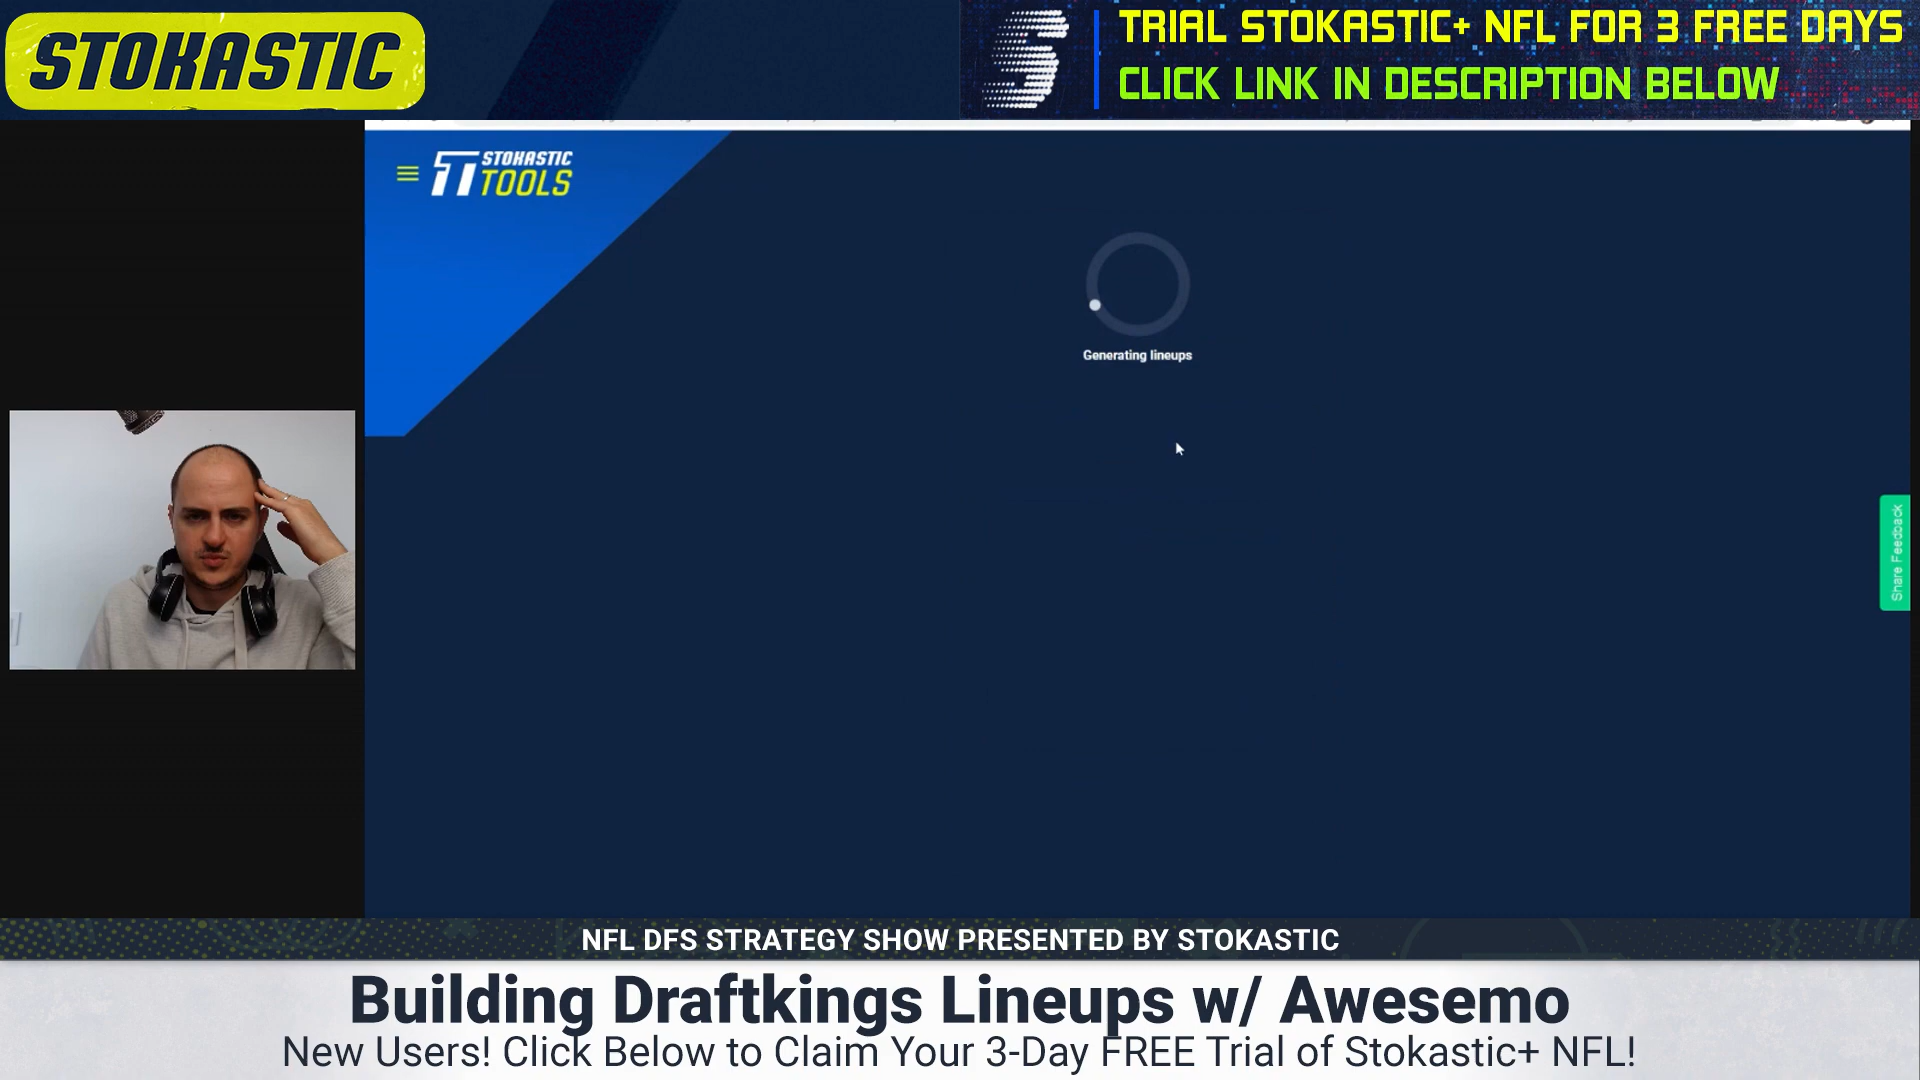 STOKASTIC
TRIAL STOKASTIC+ NFL FOR 3 FREE DAYS
CLICK LINK IN DESCRIPTION BELOW
STOKASTIC
TOOLS
Generating lineups
Share Feedback
NFL DFS STRATEGY SHOW PRESENTED BY STOKASTIC
Building Draftkings Lineups w/ Awesemo
New Users! Click Below to Claim Your 3-Day FREE Trial of Stokastic+ NFL!